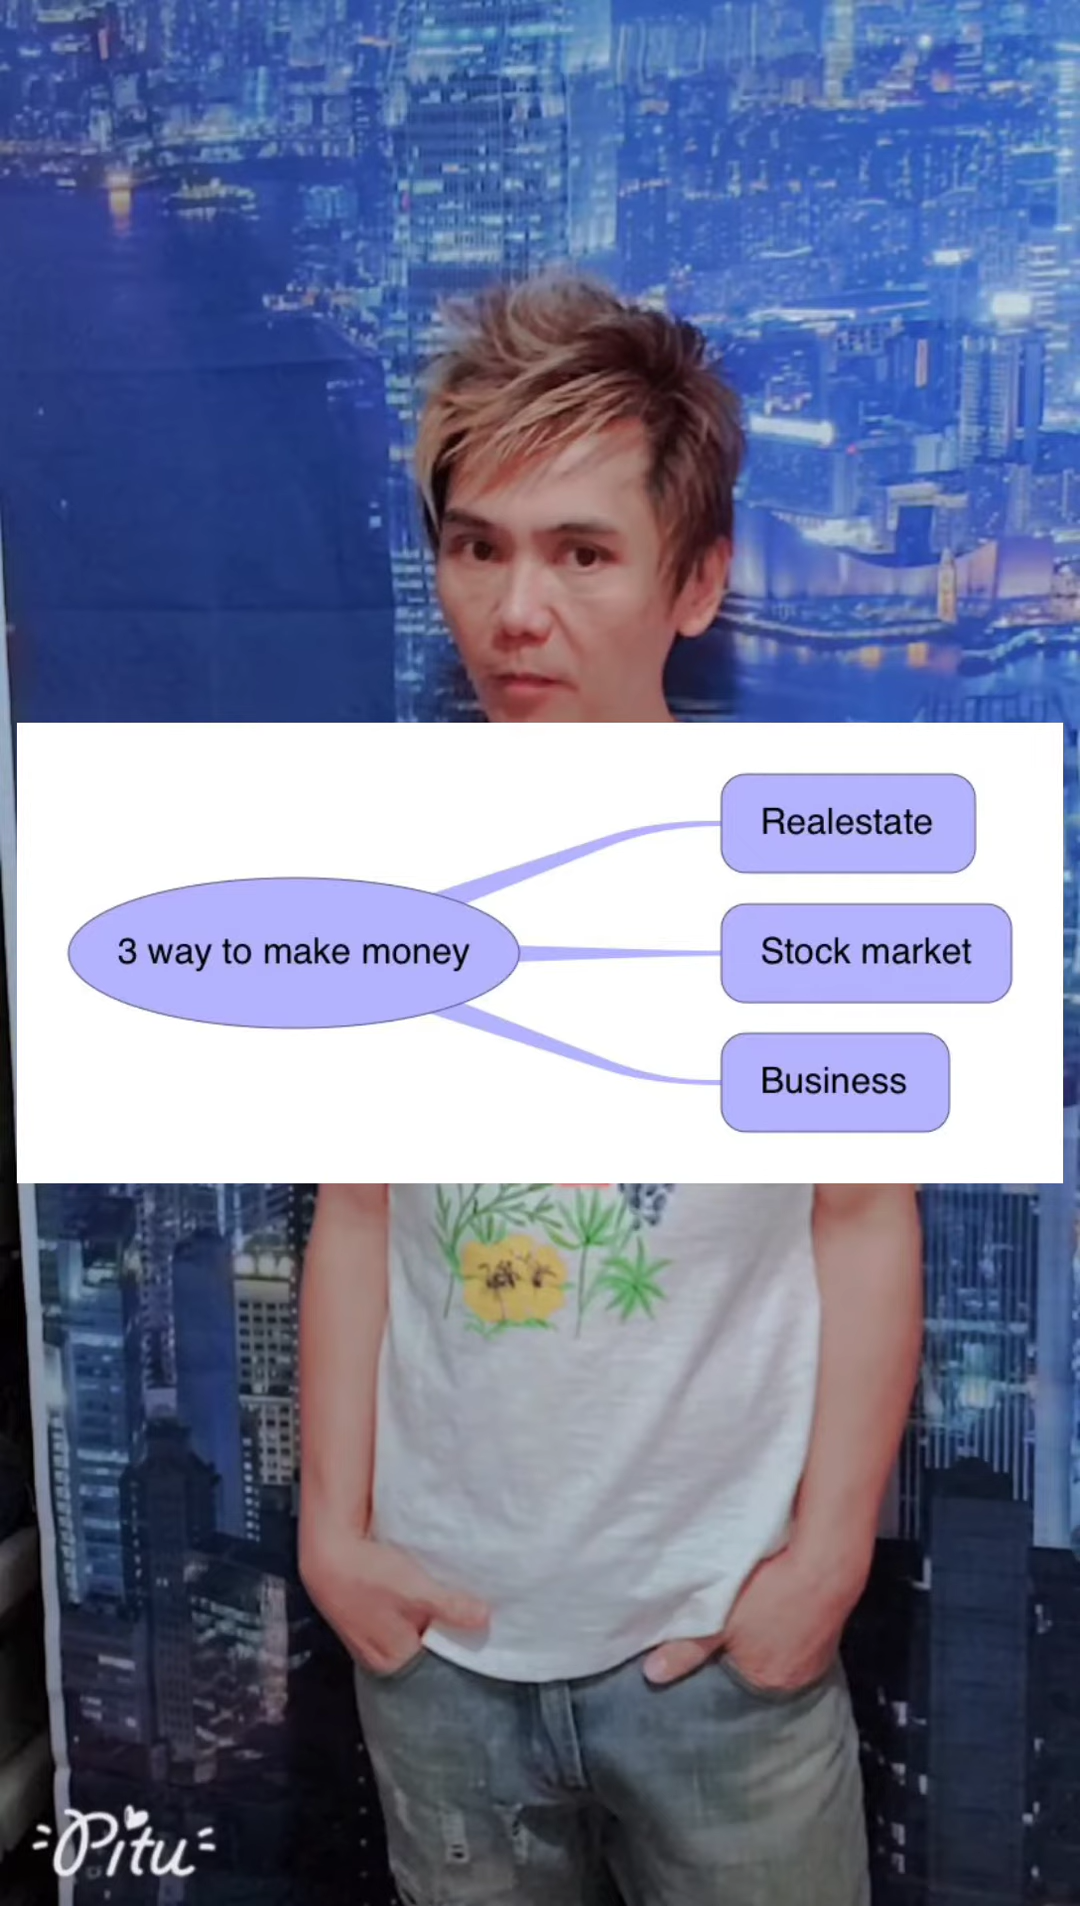 3 way to make money
Realestate
Stock market
Business
Pitu